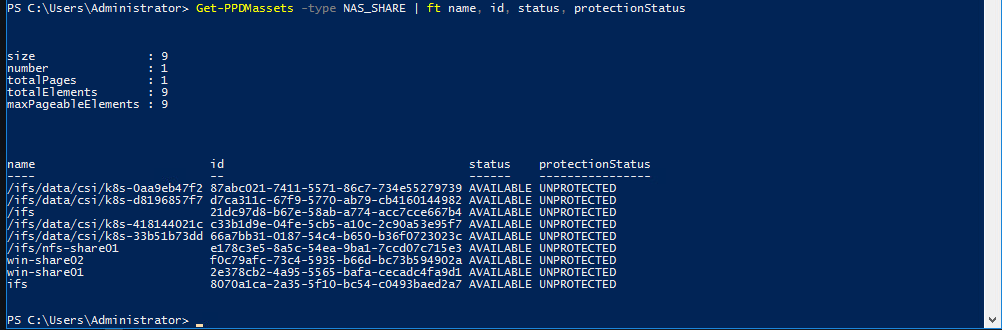 PS C:\Users\Administrator> Get-PPDMassets -type NAS_SHARE | ft name, id, status, protectionStatus
size : 9
number : 1
totalPages : 1
totalElements : 9
maxPageableElements : 9
name id status protectionStatus
---- -- ------ ----------------
/ifs/data/csi/k8s-0aa9eb47f2 87abc021-7411-5571-86c7-734e55279739 AVAILABLE UNPROTECTED
/ifs/data/csi/k8s-d8196857f7 d7ca311c-67f9-5770-ab79-cb4160144982 AVAILABLE UNPROTECTED
/ifs 21dc97d8-b67e-58ab-a774-acc7cce667b4 AVAILABLE UNPROTECTED
/ifs/data/csi/k8s-418144021c c33b1d9e-04fe-5cb5-a10c-2c90a53e95f7 AVAILABLE UNPROTECTED
/ifs/data/csi/k8s-33b51b73dd 66a7bb31-0187-54c4-b650-b36f0723023c AVAILABLE UNPROTECTED
/ifs/nfs-share01 e178c3e5-8a5c-54ea-9ba1-7ccd07c715e3 AVAILABLE UNPROTECTED
win-share02 f0c79afc-73c4-5935-b66d-bc73b594902a AVAILABLE UNPROTECTED
win-share01 2e378cb2-4a95-5565-bafa-cecadc4fa9d1 AVAILABLE UNPROTECTED
ifs 8070a1ca-2a35-5f10-bc54-c0493baed2a7 AVAILABLE UNPROTECTED
PS C:\Users\Administrator>